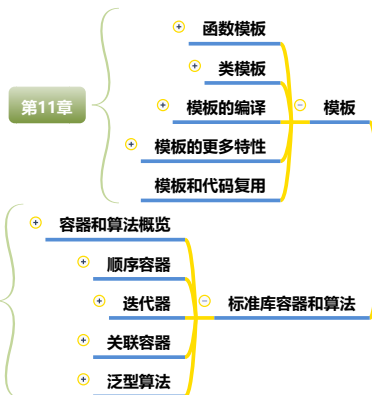 函数模板
类模板
第11章
模板的编译
模板
模板的更多特性
模板和代码复用
容器和算法概览
顺序容器
迭代器
标准库容器和算法
关联容器
泛型算法